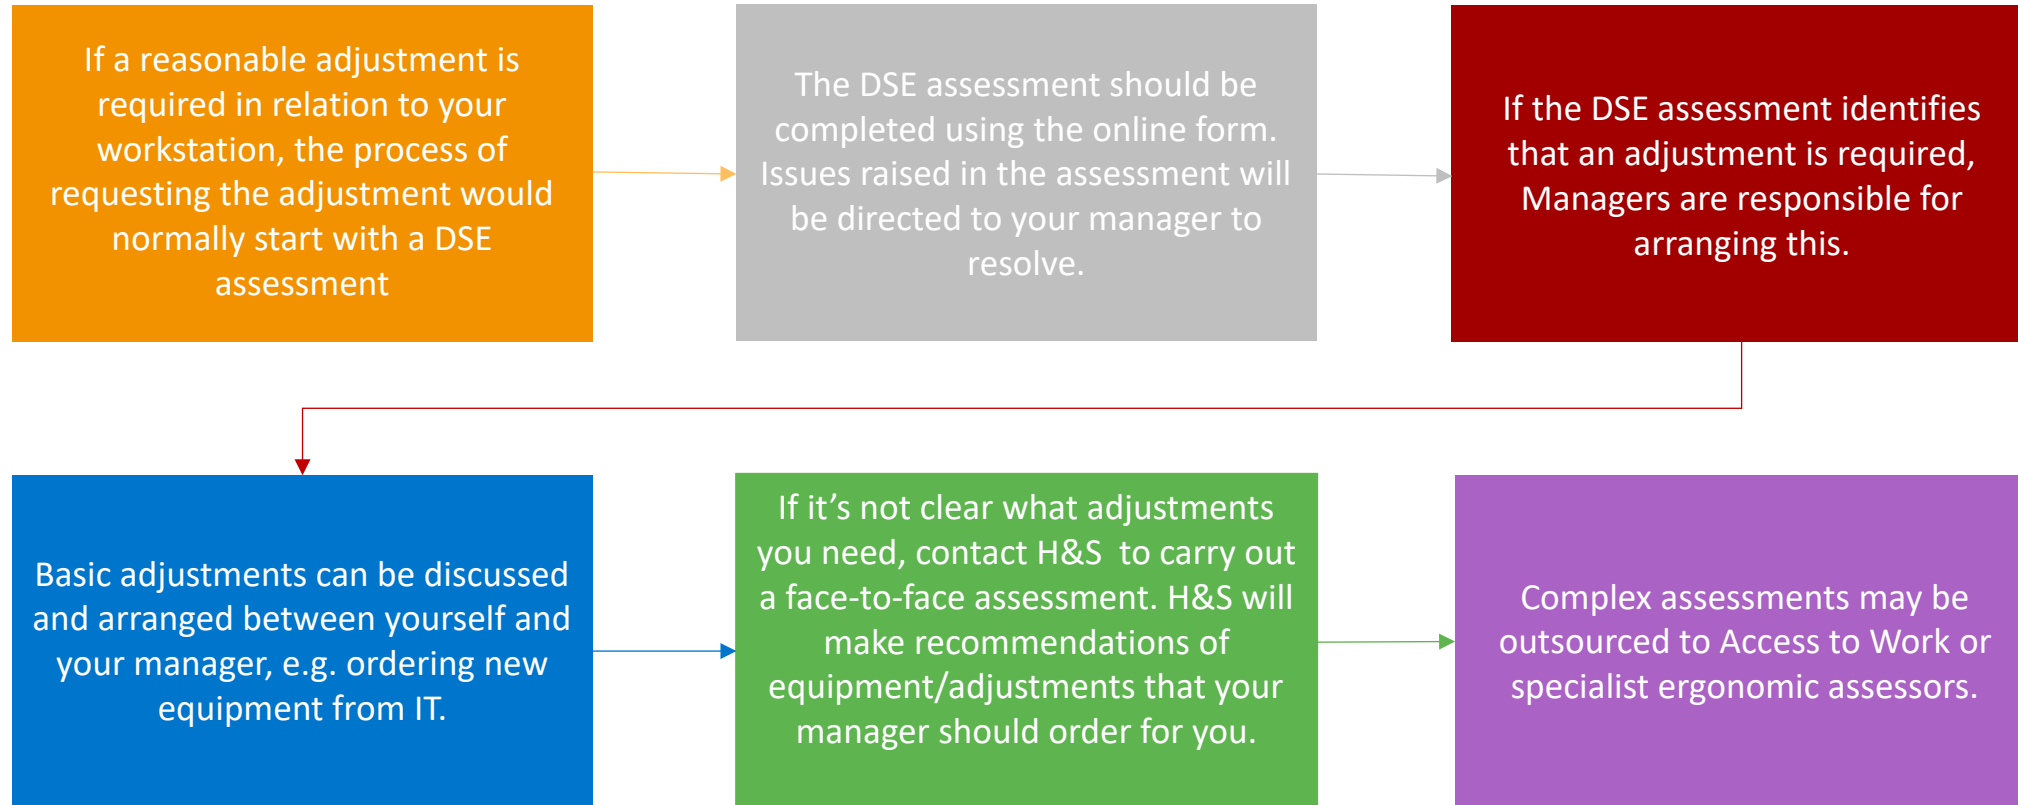 If a reasonable adjustment is
required in relation to your
workstation, the process of
requesting the adjustment would
normally start with a DSE
assessment
The DSE assessment should be
completed using the online form.
Issues raised in the assessment will
be directed to your manager to
resolve.
If the DSE assessment identifies
that an adjustment is required,
Managers are responsible for
arranging this.
Basic adjustments can be discussed
and arranged between yourself and
your manager, e.g. ordering new
equipment from IT.
If it’s not clear what adjustments
you need, contact H&S  to carry out
a face-to-face assessment. H&S will
make recommendations of
equipment/adjustments that your
manager should order for you.
Complex assessments may be
outsourced to Access to Work or
specialist ergonomic assessors.